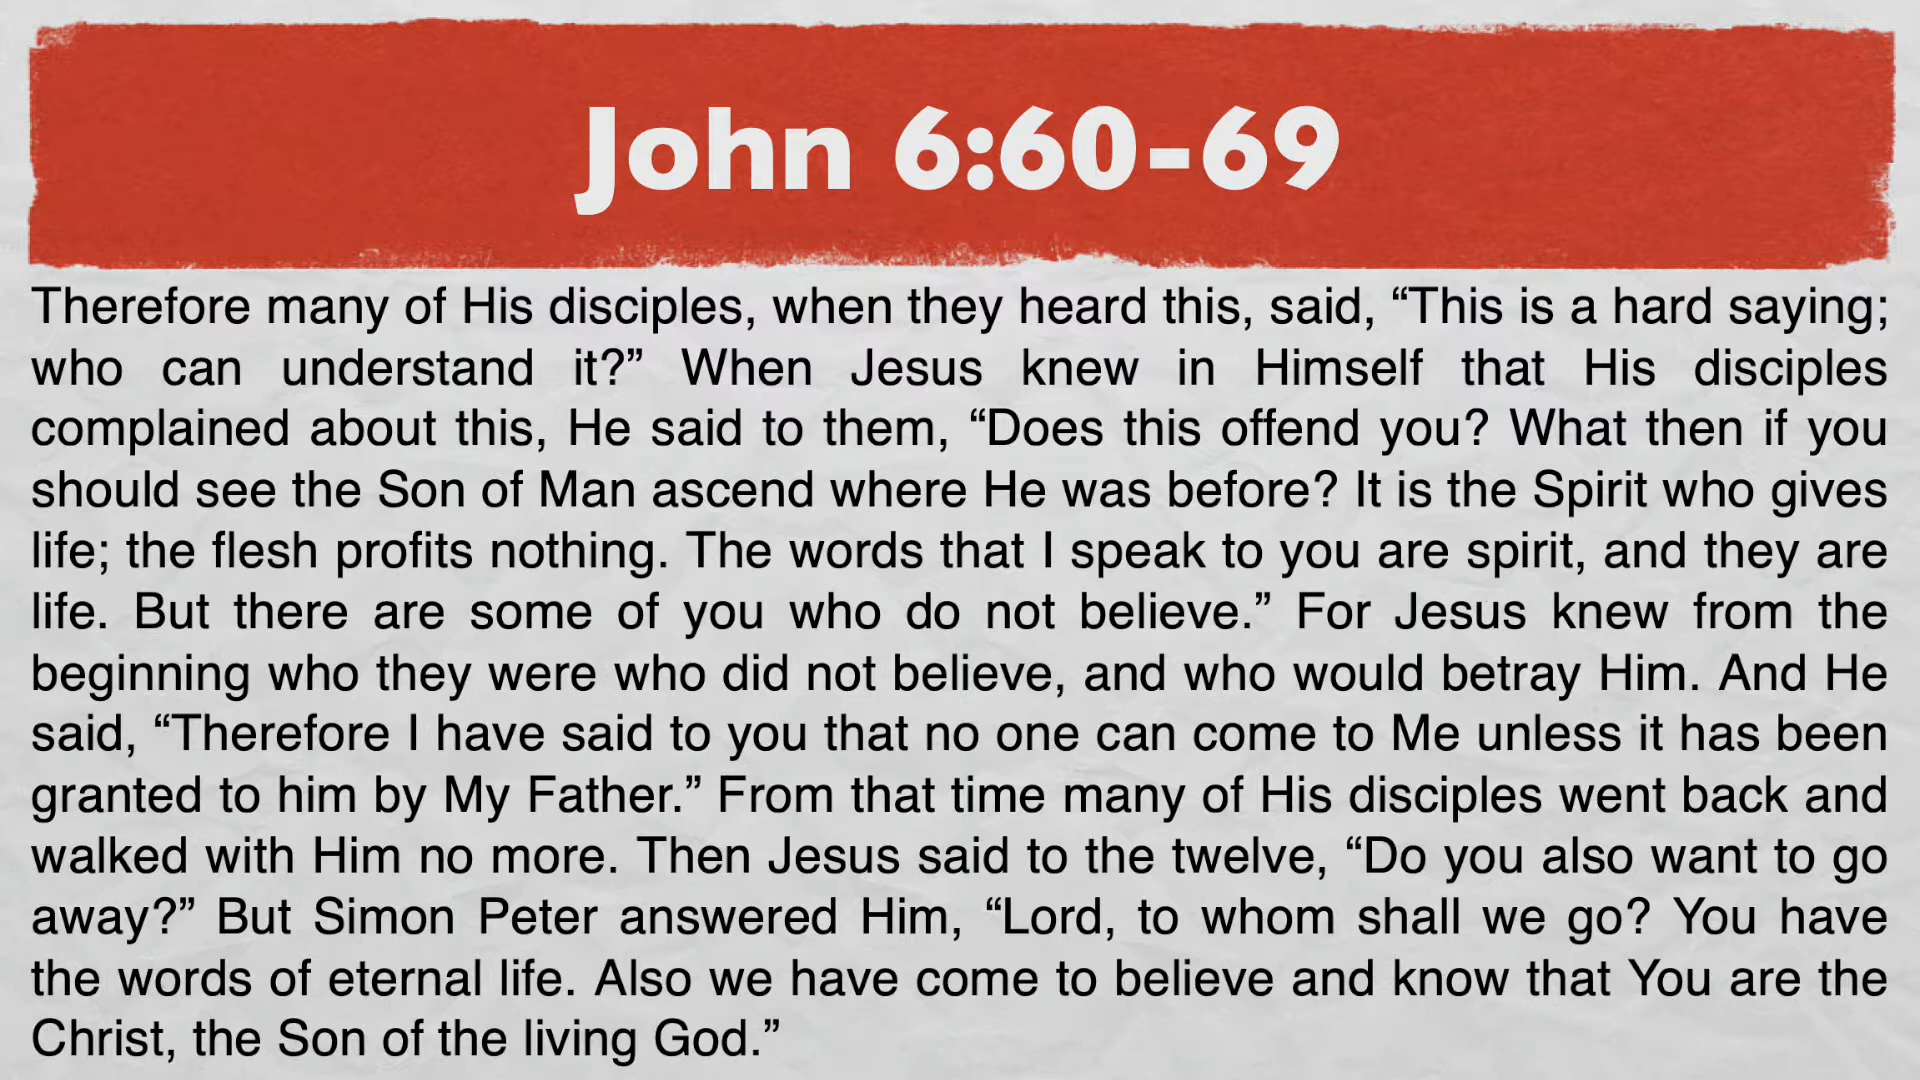 John 6:60-69
Therefore many of His disciples, when they heard this, said, “This is a hard saying;
who can understand it?” When Jesus knew in Himself that His disciples
complained about this, He said to them, “Does this offend you? What then if you
should see the Son of Man ascend where He was before? It is the Spirit who gives
life; the flesh profits nothing. The words that I speak to you are spirit, and they are
life. But there are some of you who do not believe.” For Jesus knew from the
beginning who they were who did not believe, and who would betray Him. And He
said, “Therefore I have said to you that no one can come to Me unless it has been
granted to him by My Father.” From that time many of His disciples went back and
walked with Him no more. Then Jesus said to the twelve, “Do you also want to go
away?” But Simon Peter answered Him, “Lord, to whom shall we go? You have
the words of eternal life. Also we have come to believe and know that You are the
Christ, the Son of the living God.”